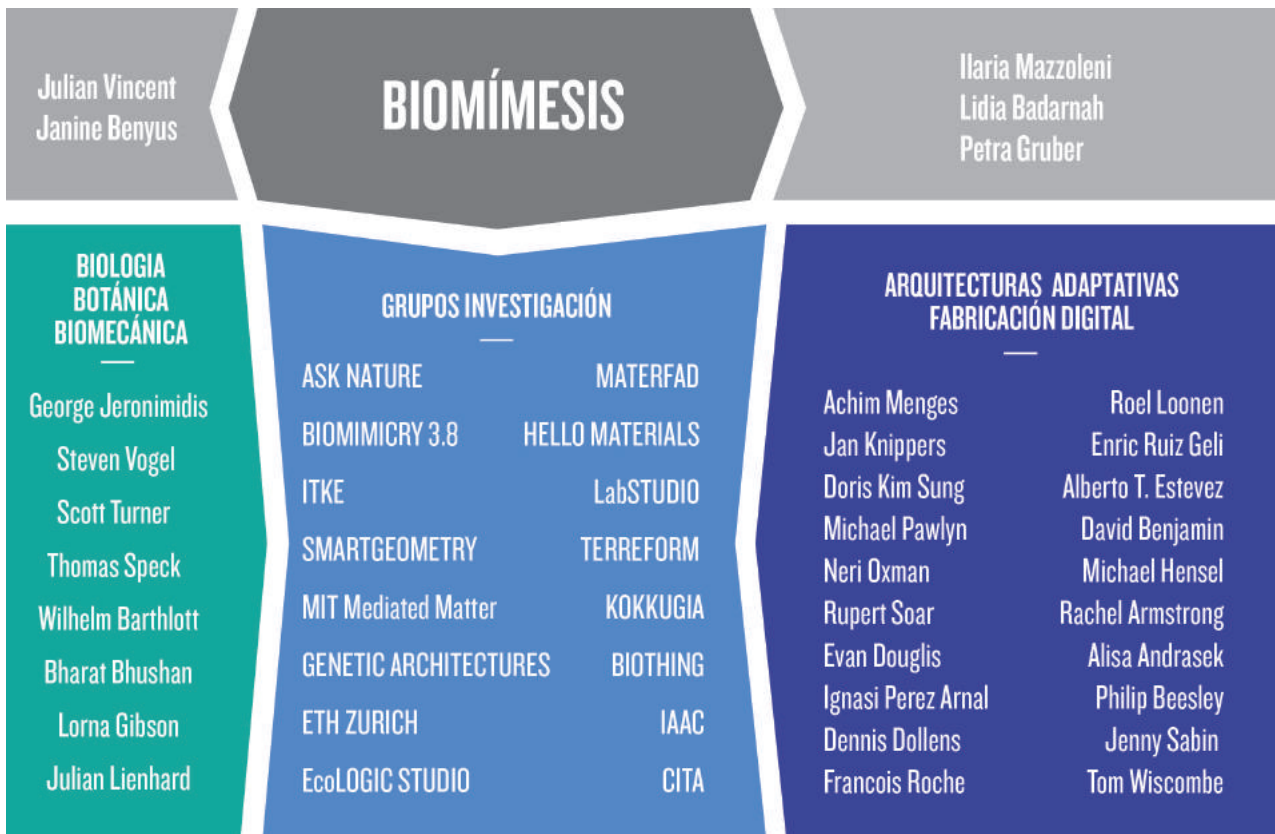 Julian Vincent
Janine Benyus
BIOMÍMESIS
Ilaria Mazzoleni
Lidia Badarnah
Petra Gruber
BIOLOGIA
BOTÁNICA
BIOMECÁNICA
George Jeronimidis
Steven Vogel
Scott Turner
Thomas Speck
Wilhelm Barthlott
Bharat Bhushan
Lorna Gibson
Julian Lienhard
GRUPOS INVESTIGACIÓN
ASK NATURE
BIOMIMICRY 3.8
ITKE
SMARTGEOMETRY
MIT Mediated Matter
GENETIC ARCHITECTURES
ETH ZURICH
EcoLOGIC STUDIO
MATERFAD
HELLO MATERIALS
LabSTUDIO
TERREFORM
KOKKUGIA
BIOTHING
IAAC
CITA
ARQUITECTURAS ADAPTATIVAS
FABRICACIÓN DIGITAL
Achim Menges
Jan Knippers
Doris Kim Sung
Michael Pawlyn
Neri Oxman
Rupert Soar
Evan Douglis
Ignasi Perez Arnal
Dennis Dollens
Francois Roche
Roel Loonen
Enric Ruiz Geli
Alberto T. Estevez
David Benjamin
Michael Hensel
Rachel Armstrong
Alisa Andrasek
Philip Beesley
Jenny Sabin
Tom Wiscombe